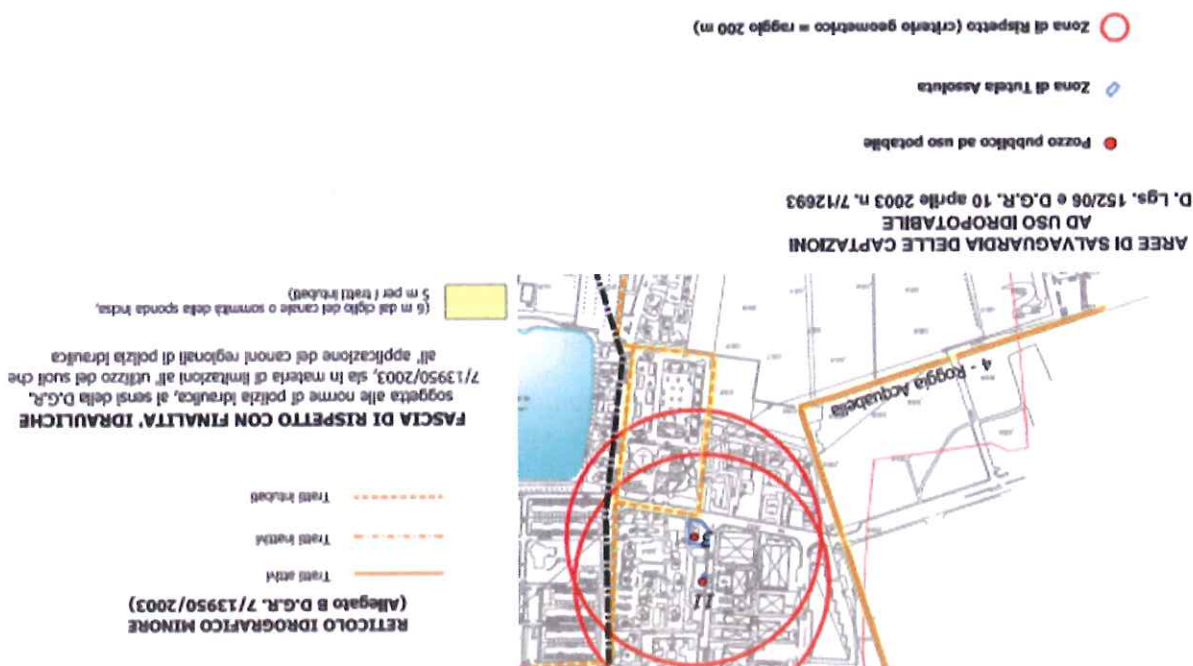 RETICOLO IDROGRAFICO MINORE
(Allegato B D.G.R. 7/13950/2003)
Tratti attivi
Tratti inattivi
Tratti intubati
FASCIA DI RISPETTO CON FINALITA' IDRAULICHE
soggetta alle norme di polizia idraulica, ai sensi della D.G.R.
7/13950/2003, sia in materia di limitazioni all' utilizzo dei suoli che
all' applicazione dei canoni regionali di polizia idraulica
(6 m dal ciglio del canale o sommità della sponda incisa,
5 m per i tratti intubati)
11
3
4 - Roggia Acquabella
AREE DI SALVAGUARDIA DELLE CAPTAZIONI
AD USO IDROPOTABILE
D. Lgs. 152/06 e D.G.R. 10 aprile 2003 n. 7/12693
Pozzo pubblico ad uso potabile
Zona di Tutela Assoluta
Zona di Rispetto (criterio geometrico = raggio 200 m)